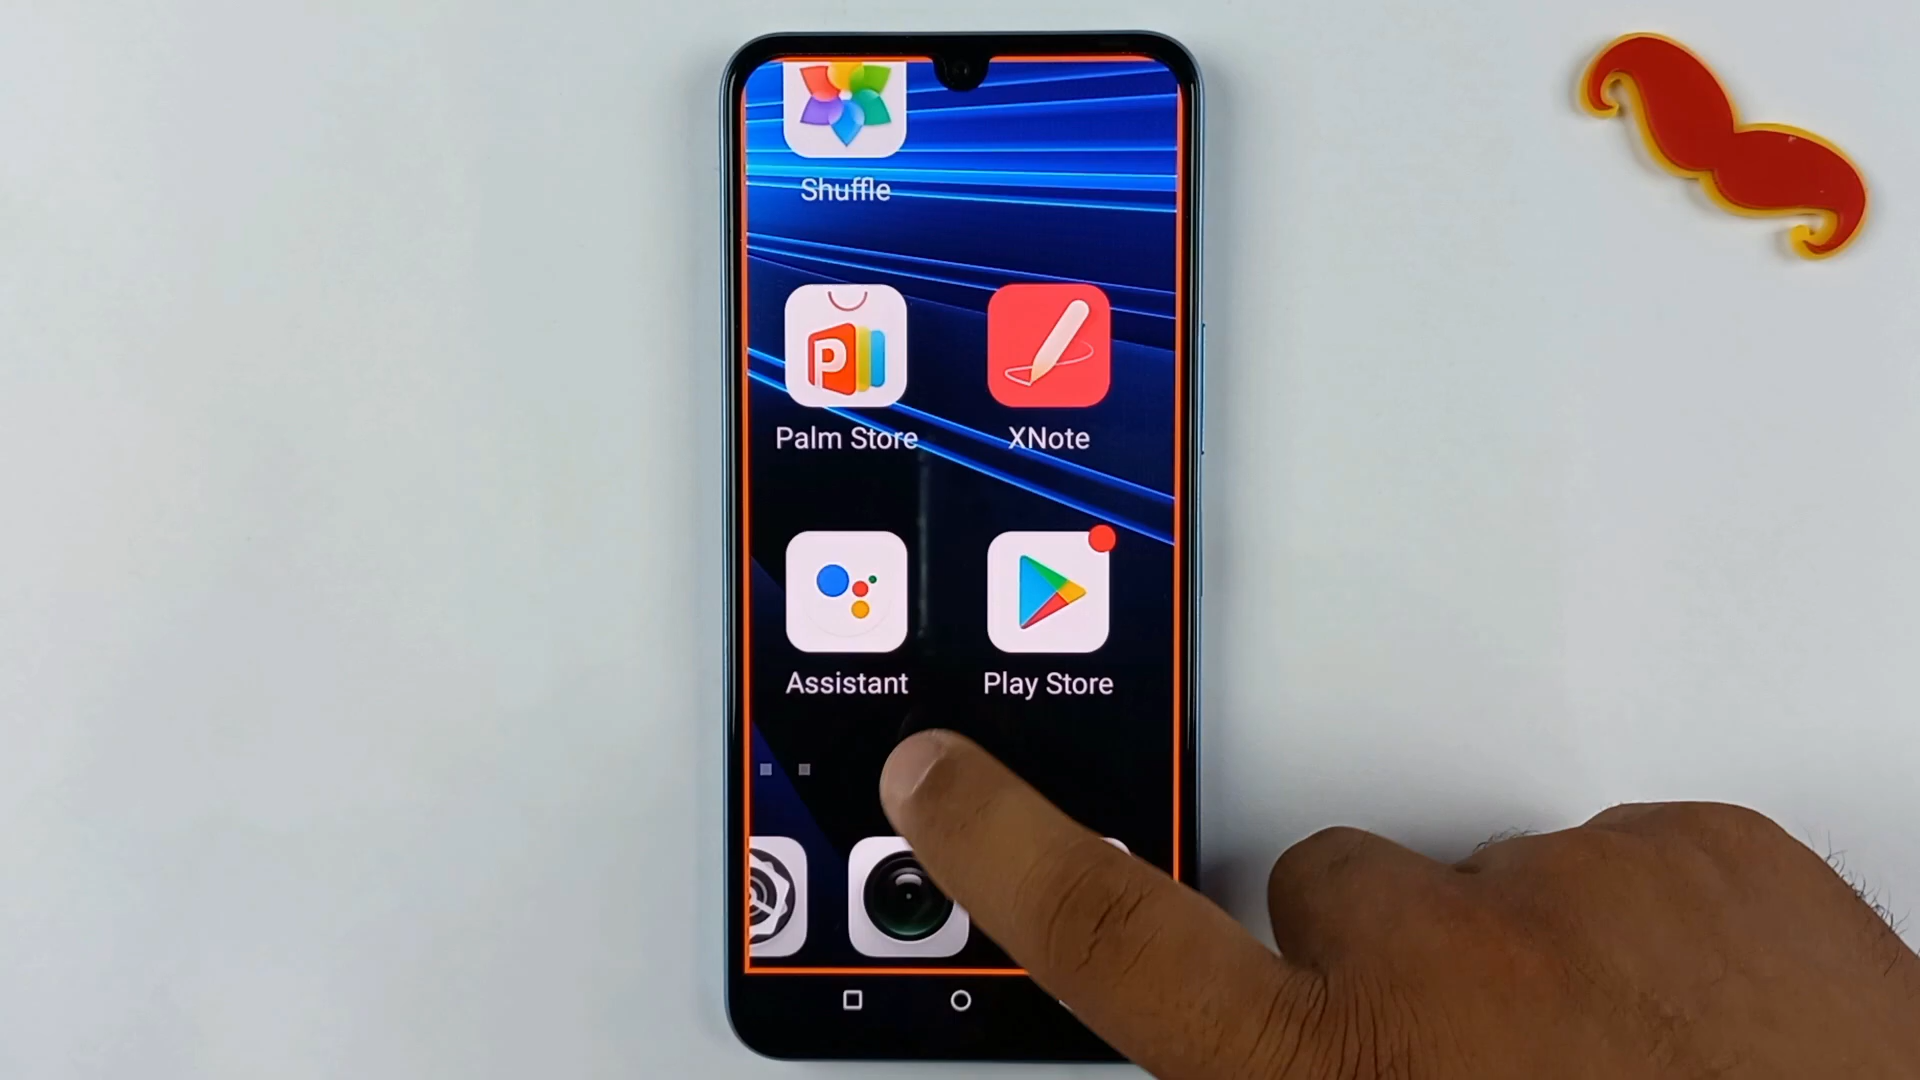 Shuffle
Palm Store
XNote
Assistant
Play Store